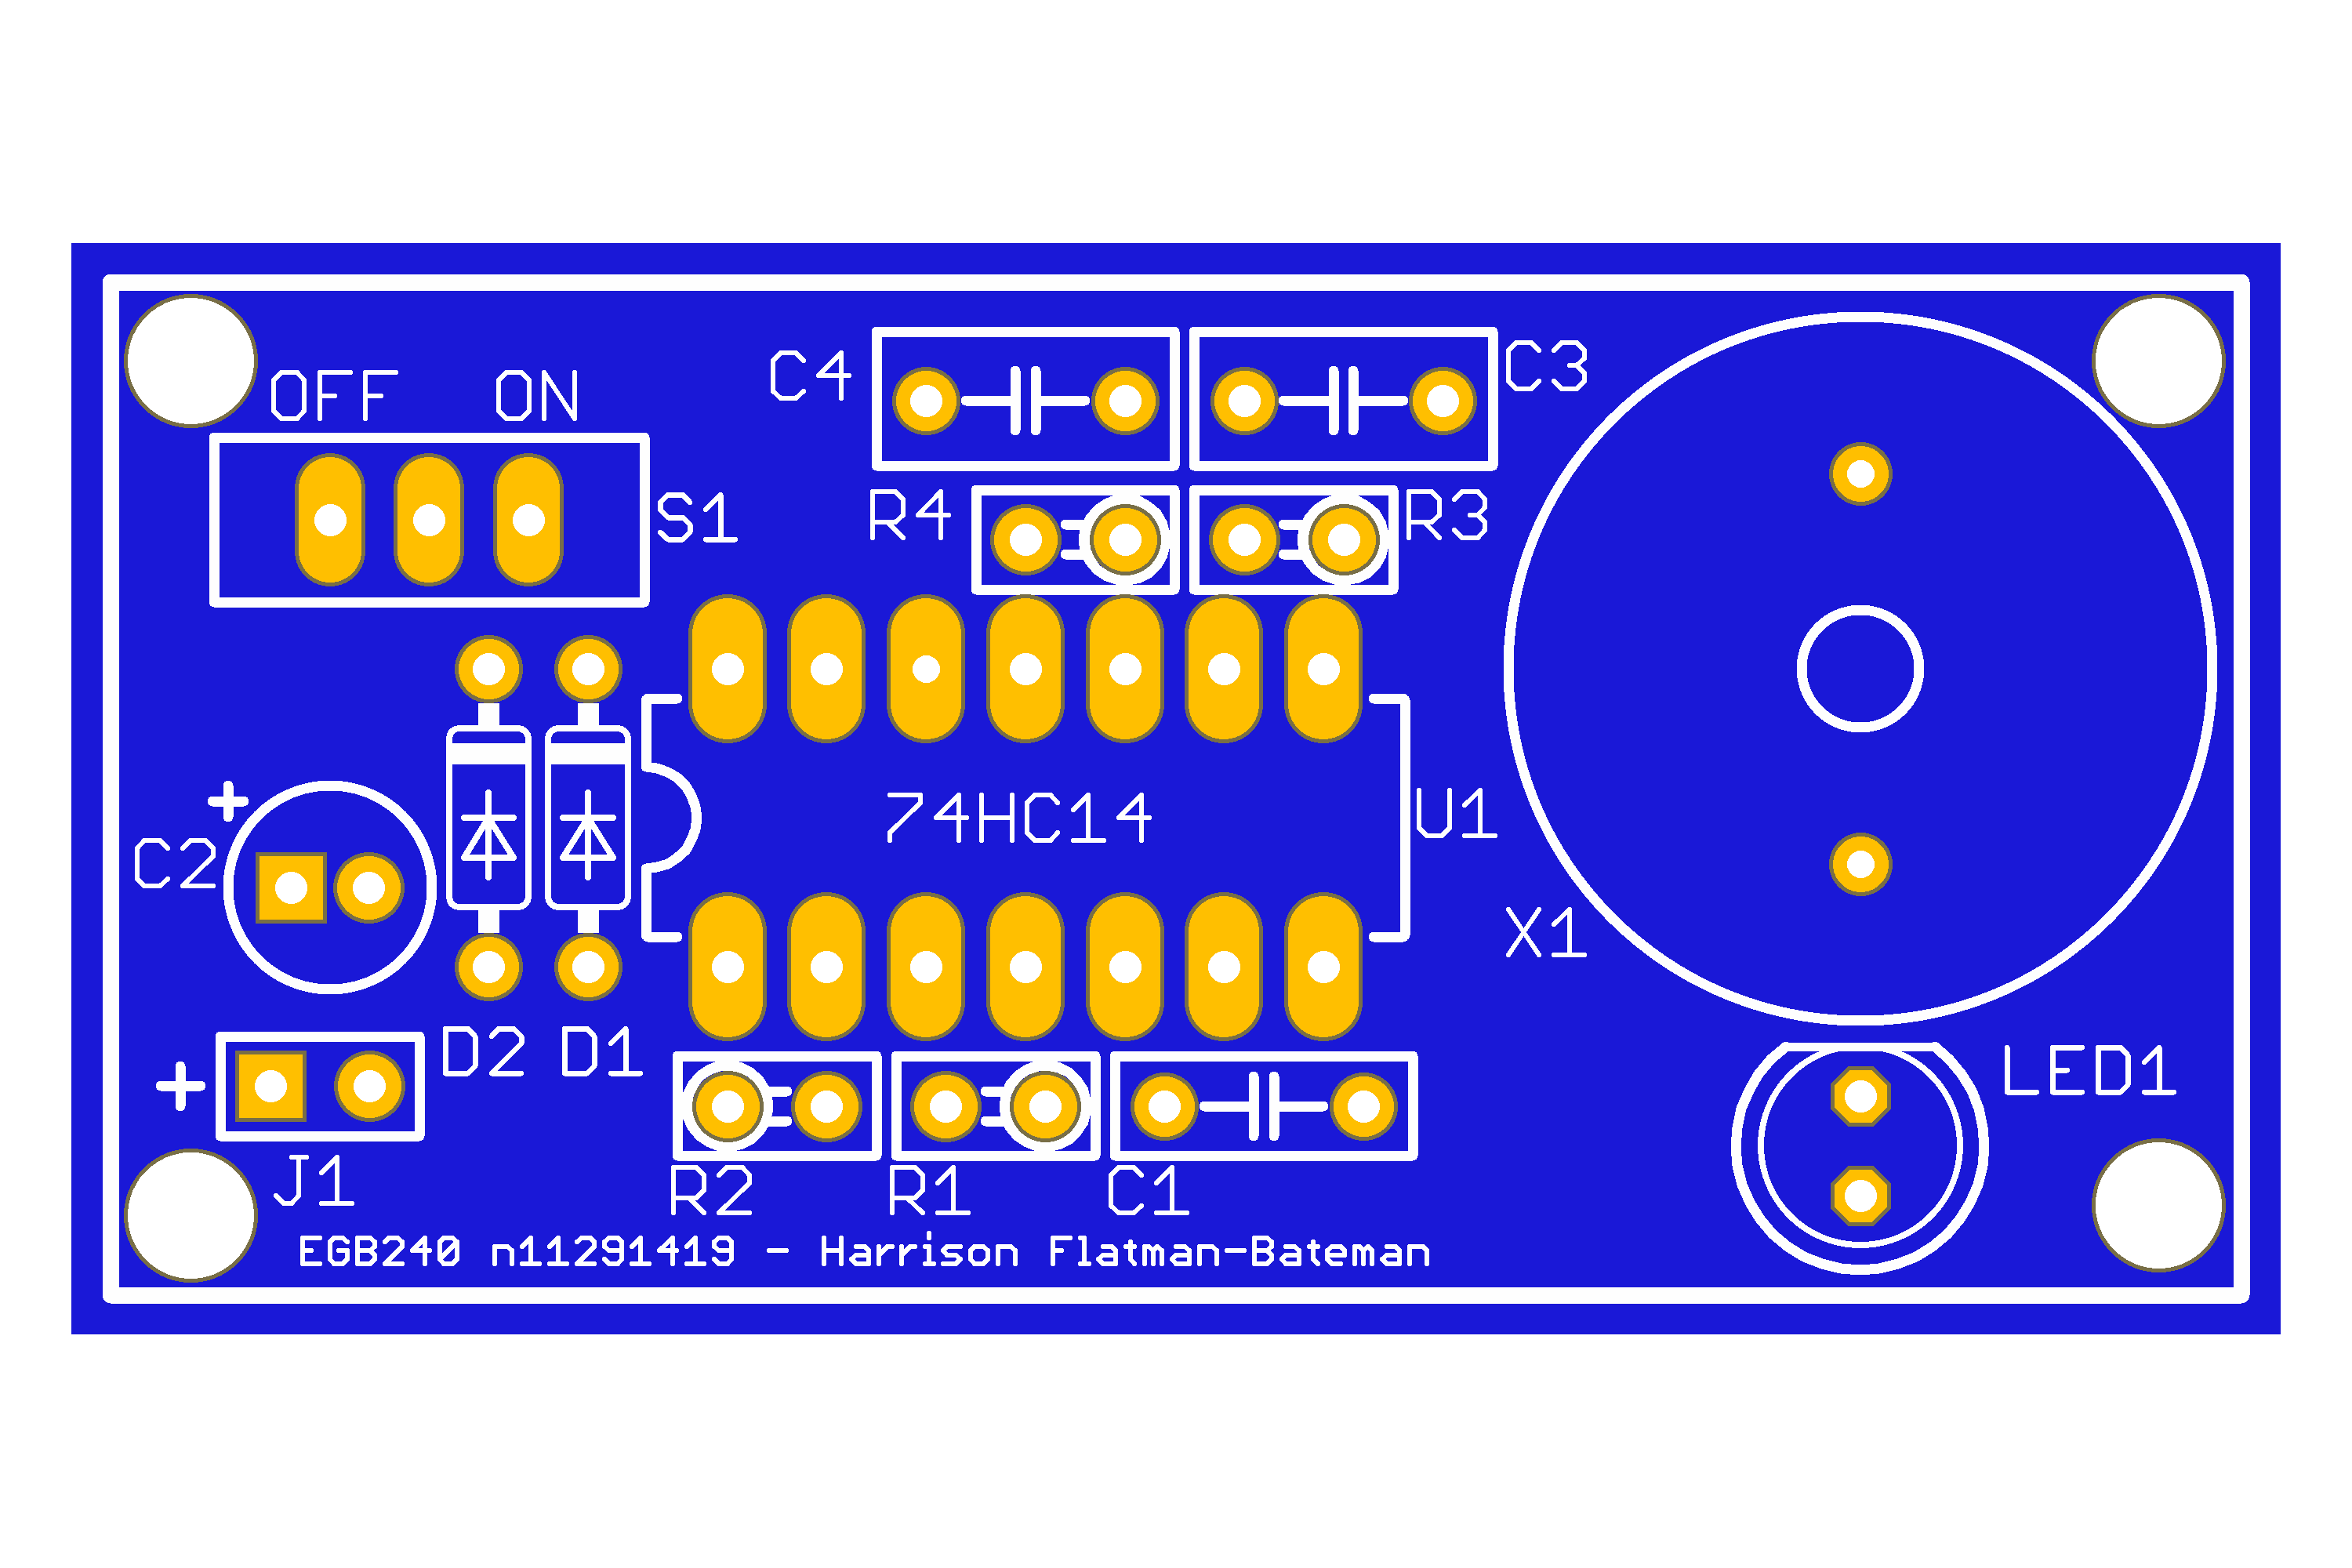 C4
C3
OFF ON
S1
R4
R3
74HC14
U1
+
C2
X1
D2 D1
LED1
+
J1
R2
R1
C1
EGB240 n11291419 - Harrison Flatman-Bateman